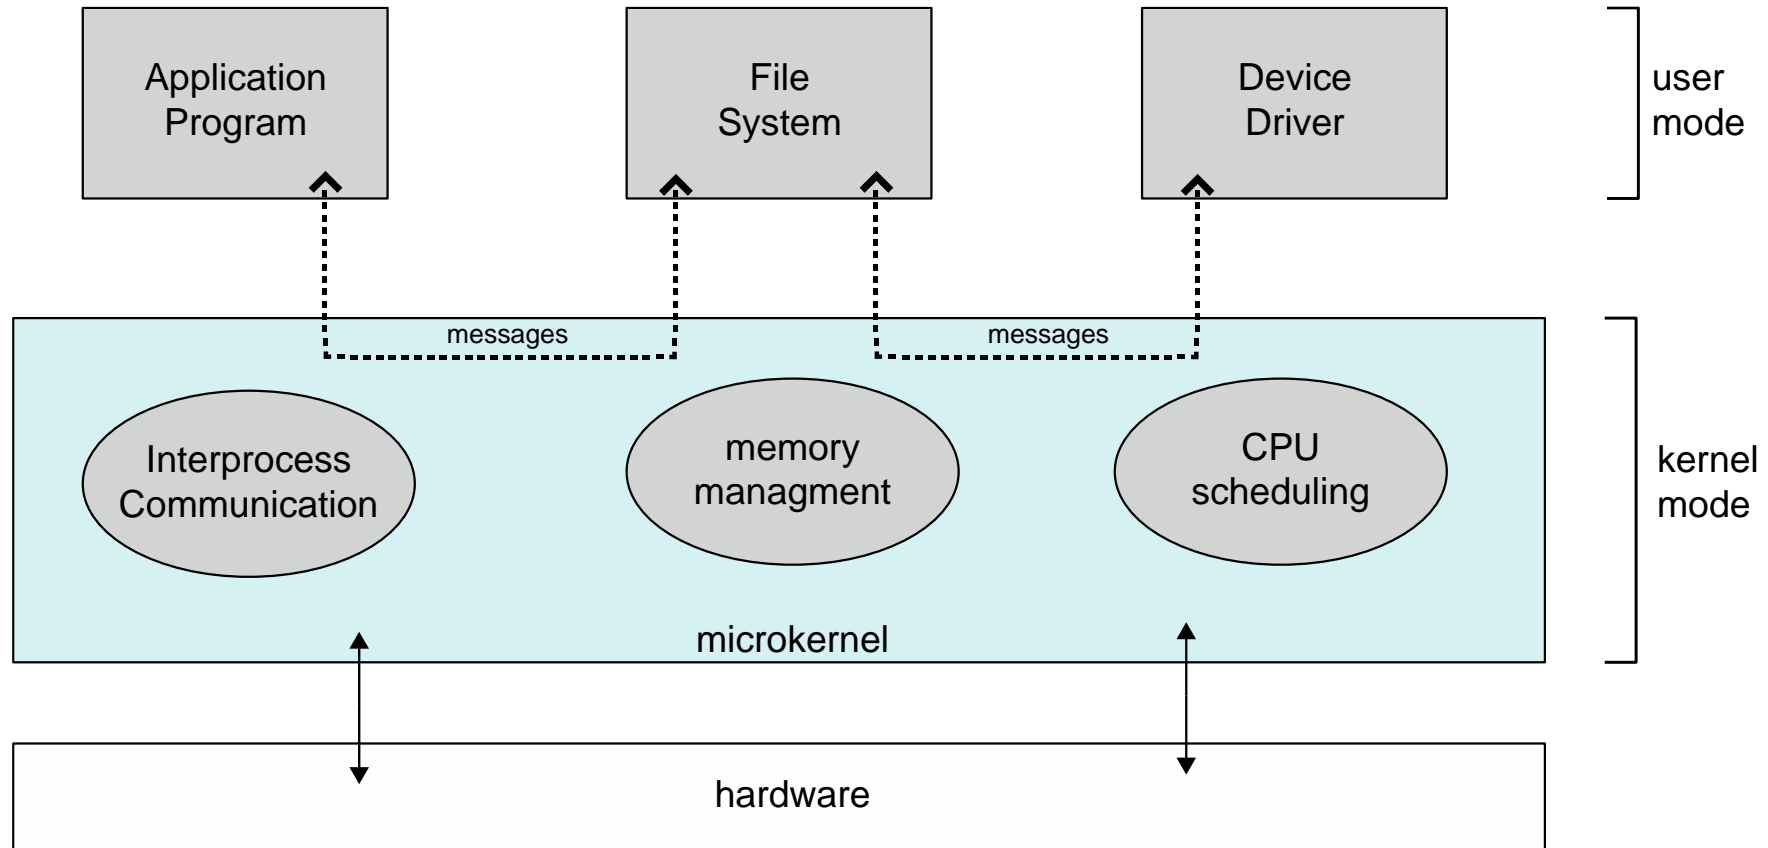 Application
Program
File
System
Device
Driver
user
mode
messages
messages
Interprocess
Communication
memory
managment
CPU
scheduling
kernel
mode
microkernel
hardware